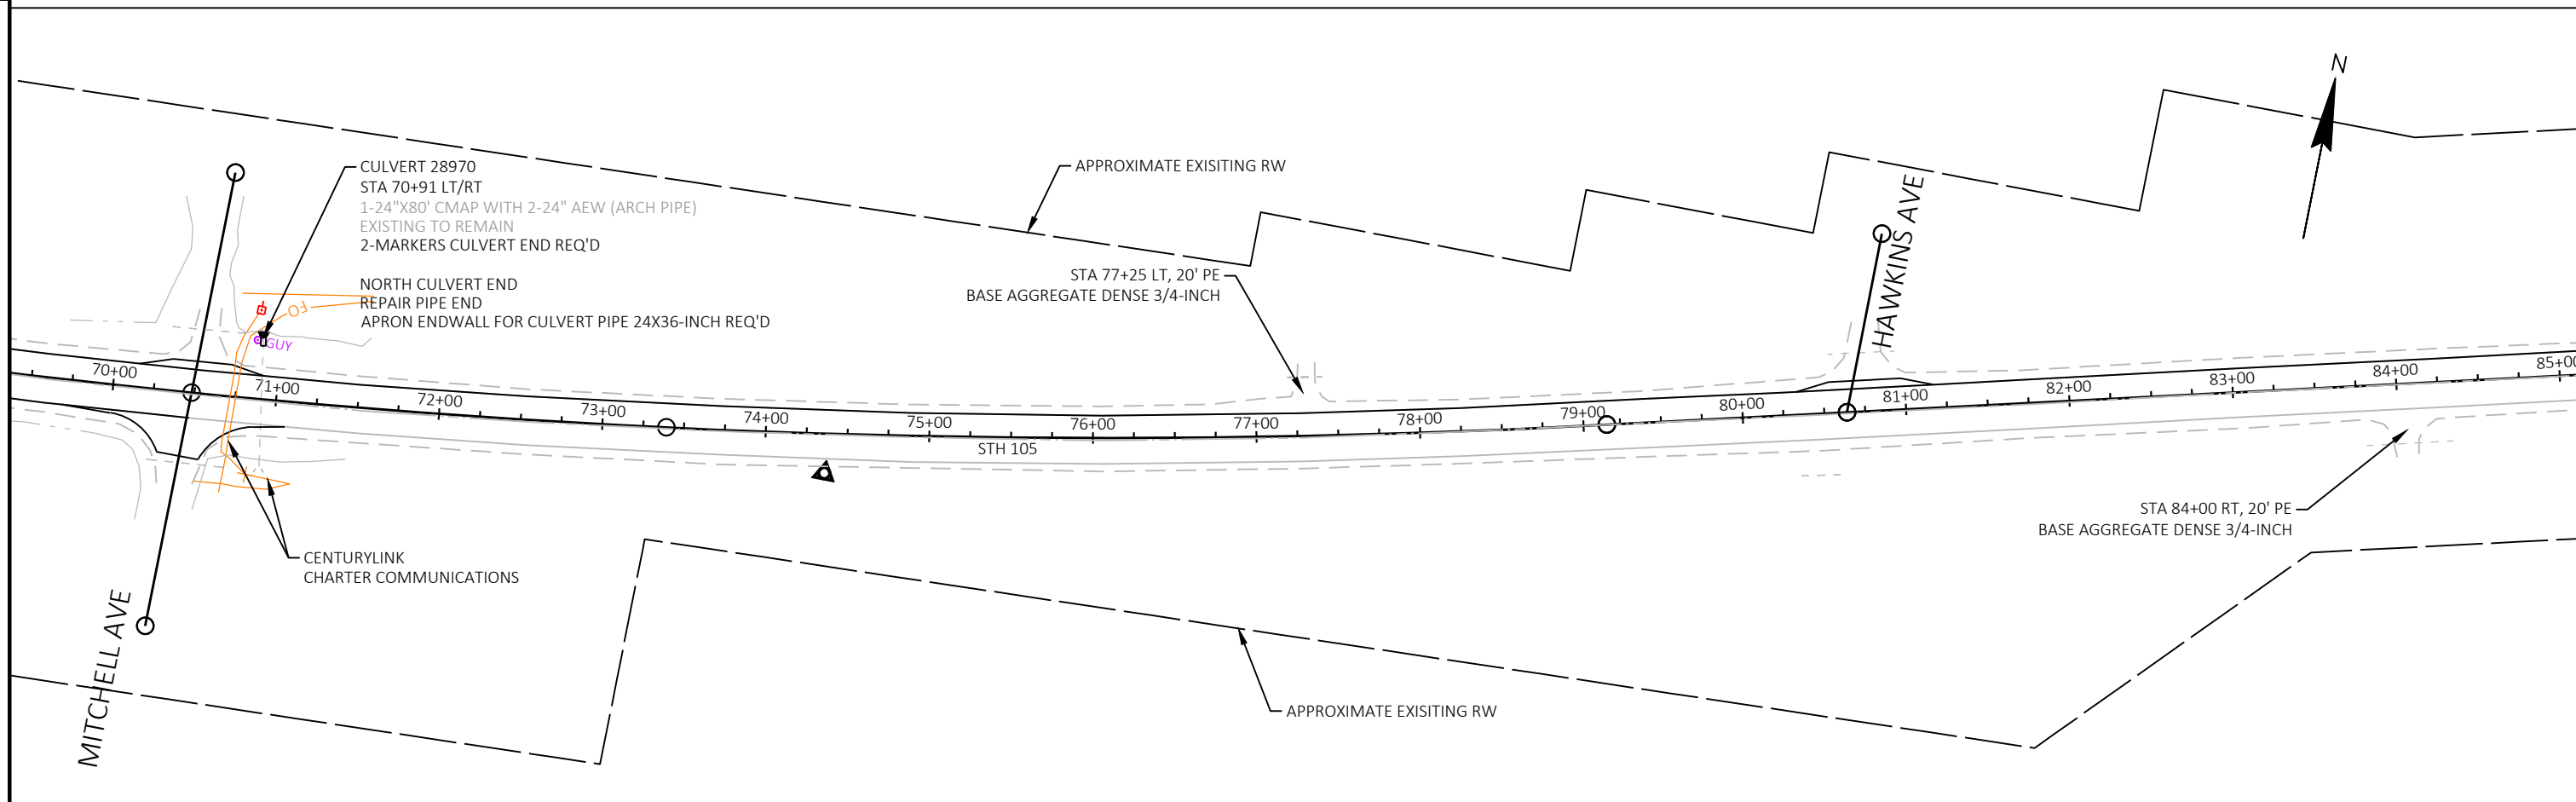 N
CULVERT 28970
STA 70+91 LT/RT
1-24"X80' CMAP WITH 2-24" AEW (ARCH PIPE)
EXISTING TO REMAIN
2-MARKERS CULVERT END REQ'D
NORTH CULVERT END
REPAIR PIPE END
APRON ENDWALL FOR CULVERT PIPE 24X36-INCH REQ'D
APPROXIMATE EXISITING RW
STA 77+25 LT, 20' PE
BASE AGGREGATE DENSE 3/4-INCH
HAWKINS AVE
FO
GUY
70+00
71+00
72+00
73+00
74+00
75+00
76+00
77+00
78+00
79+00
80+00
81+00
82+00
83+00
84+00
85+00
STH 105
STA 84+00 RT, 20' PE
BASE AGGREGATE DENSE 3/4-INCH
CENTURYLINK
CHARTER COMMUNICATIONS
MITCHELL AVE
APPROXIMATE EXISITING RW